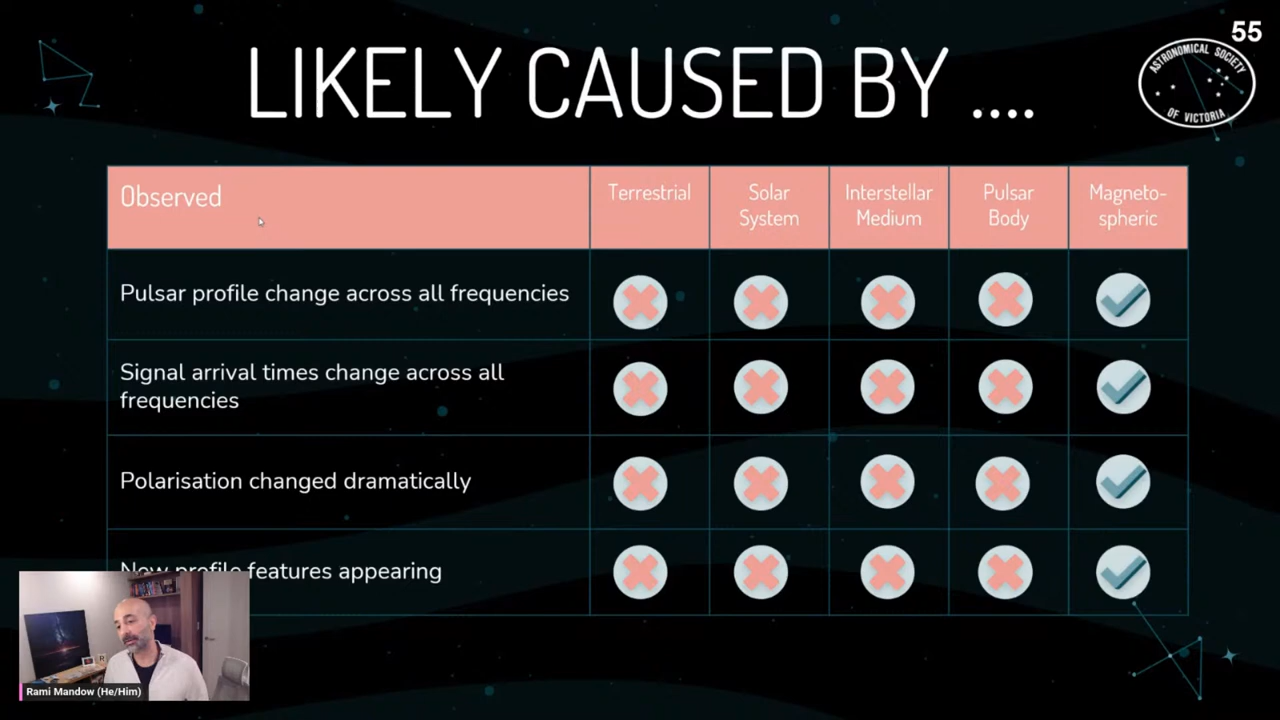 55
LIKELY CAUSED BY ....
ASTRONOMICAL SOCIETY
OF VICTORIA
Observed
Terrestrial
Solar
System
Interstellar
Medium
Pulsar
Body
Magneto-
spheric
Pulsar profile change across all frequencies
Signal arrival times change across all
frequencies
Polarisation changed dramatically
New profile features appearing
Rami Mandow (He/Him)